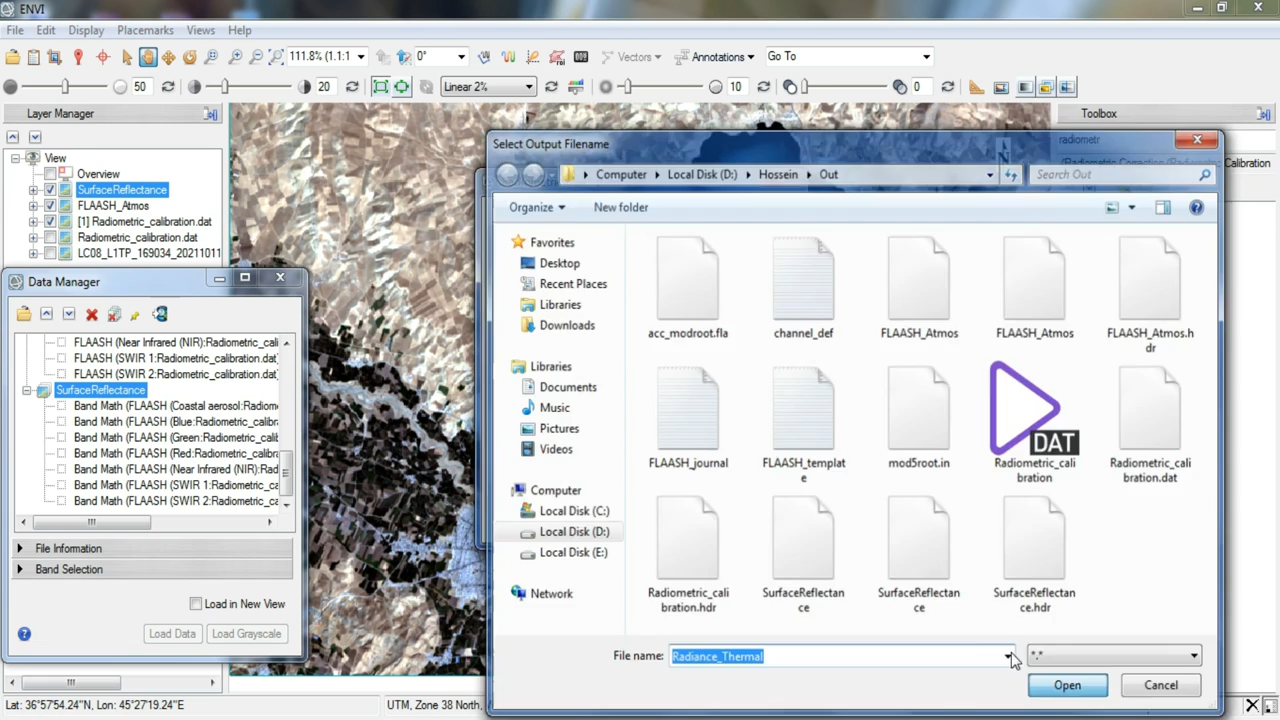 ENVI
File Edit Display Placemarks Views Help
111.8% (1.1:1 0° Vectors Annotations Go To
50 20 Linear 2% 10 0
Layer Manager
View
Overview
SurfaceReflectance
FLAASH_Atmos
[1] Radiometric_calibration.dat
Radiometric_calibration.dat
LC08_L1TP_169034_20211011
Toolbox
radiometr
Calibration
Data Manager
FLAASH (Near Infrared (NIR):Radiometric_cali
FLAASH (SWIR 1:Radiometric_calibration.dat
FLAASH (SWIR 2:Radiometric_calibration.dat
SurfaceReflectance
Band Math (FLAASH (Coastal aerosol:Radiom
Band Math (FLAASH (Blue:Radiometric_calibr
Band Math (FLAASH (Green:Radiometric_cali
Band Math (FLAASH (Red:Radiometric_calibr
Band Math (FLAASH (Near Infrared (NIR):Rad
Band Math (FLAASH (SWIR 1:Radiometric_ca
Band Math (FLAASH (SWIR 2:Radiometric_ca
File Information
Band Selection
Load in New View
Load Data Load Grayscale
Select Output Filename
Computer Local Disk (D:) Hossein Out
Search Out
Organize New folder
Favorites
Desktop
Recent Places
Libraries
Downloads
Libraries
Documents
Music
Pictures
Videos
Computer
Local Disk (C:)
Local Disk (D:)
Local Disk (E:)
Network
acc_modroot.fla
channel_def
FLAASH_Atmos
FLAASH_Atmos
FLAASH_Atmos.h
dr
FLAASH_journal
FLAASH_templat
e
mod5root.in
DAT
Radiometric_cali
bration
Radiometric_cali
bration.dat
Radiometric_cali
bration.hdr
SurfaceReflectan
ce
SurfaceReflectan
ce
SurfaceReflectan
ce.hdr
File name: Radiance_Thermal
*.*
Open Cancel
Lat: 36°57'54.24"N, Lon: 45°27'19.24"E
UTM, Zone 38 North,